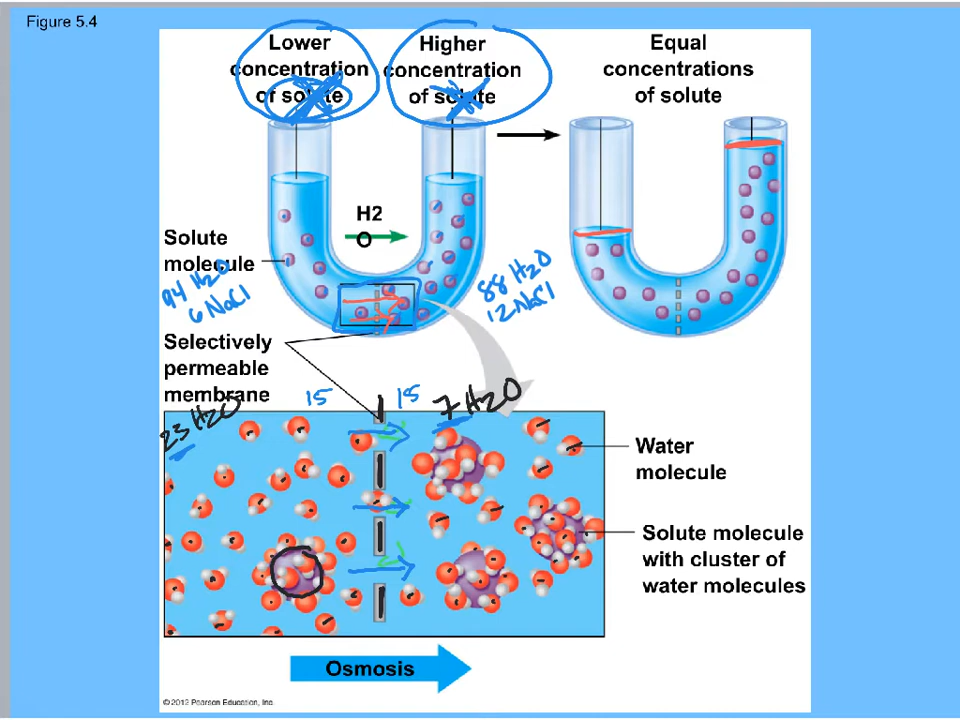 Figure 5.4
Lower
concentration
of solute
Higher
concentration
of solute
Equal
concentrations
of solute
H2
O
Solute
molecule
94 H2O
6 NaCl
88 H2O
12 NaCl
Selectively
permeable
membrane
15
15
7 H2O
23 H2O
Water
molecule
Solute molecule
with cluster of
water molecules
Osmosis
© 2012 Pearson Education, Inc.